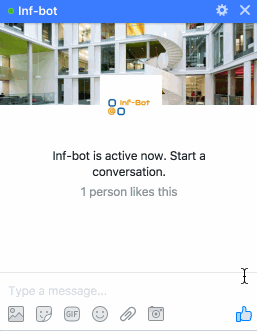 Inf-bot
Inf-Bot
Inf-bot is active now. Start a
conversation.
1 person likes this
Type a message...
GIF